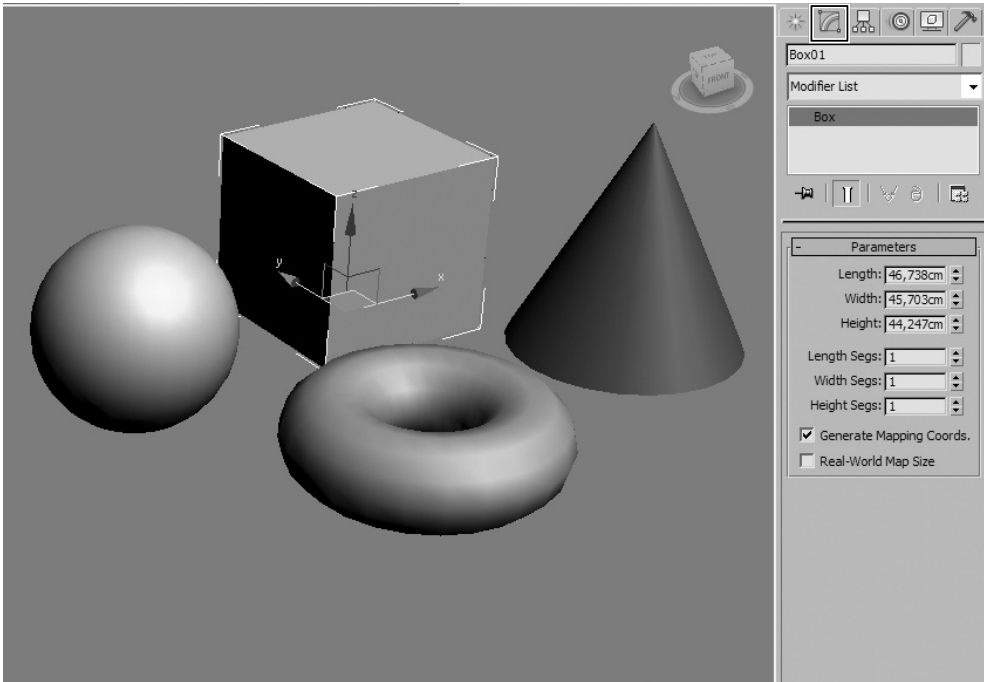 Box01
Modifier List
Box
FRONT
z
y
x
- Parameters
Length: 46,738cm
Width: 45,703cm
Height: 44,247cm
Length Segs: 1
Width Segs: 1
Height Segs: 1
Generate Mapping Coords.
Real-World Map Size